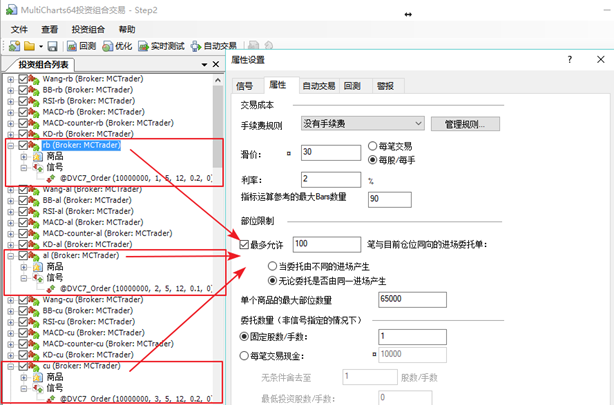 MultiCharts64投资组合交易 - Step2
文件 查看 投资组合 帮助
回测 优化 实时测试 自动交易
投资组合列表
Wang-rb (Broker: MCTrader)
BB-rb (Broker: MCTrader)
RSI-rb (Broker: MCTrader)
MACD-rb (Broker: MCTrader)
MACD-counter-rb (Broker: MCTrader)
KD-rb (Broker: MCTrader)
rb (Broker: MCTrader)
商品
信号
@DVC7_Order (10000000, 1, 5, 12, 0.2, 0)
Wang-al (Broker: MCTrader)
BB-al (Broker: MCTrader)
RSI-al (Broker: MCTrader)
MACD-al (Broker: MCTrader)
MACD-counter-al (Broker: MCTrader)
KD-al (Broker: MCTrader)
al (Broker: MCTrader)
商品
信号
@DVC7_Order (10000000, 2, 5, 12, 0.1, 0)
Wang-cu (Broker: MCTrader)
BB-cu (Broker: MCTrader)
RSI-cu (Broker: MCTrader)
MACD-cu (Broker: MCTrader)
MACD-counter-cu (Broker: MCTrader)
KD-cu (Broker: MCTrader)
cu (Broker: MCTrader)
商品
信号
@DVC7_Order (10000000, 3, 5, 12, 0.2, 0)
属性设置 ?
信号 属性 自动交易 回测 警报
交易成本
手续费规则 没有手续费 管理规则...
滑价: ¤ 30 每笔交易
每股/每手
利率: 2 %
指标运算参考的最大Bars数量 90
部位限制
最多允许 100 笔与目前仓位同向的进场委托单:
当委托由不同的进场产生
无论委托是否由同一进场产生
单个商品的最大部位数量 65000
委托数量 (非信号指定的情况下)
固定股数/手数: 1
每笔交易现金: ¤ 10000
无条件舍去至 1 股数/手数
最低投资股数/手数: 0